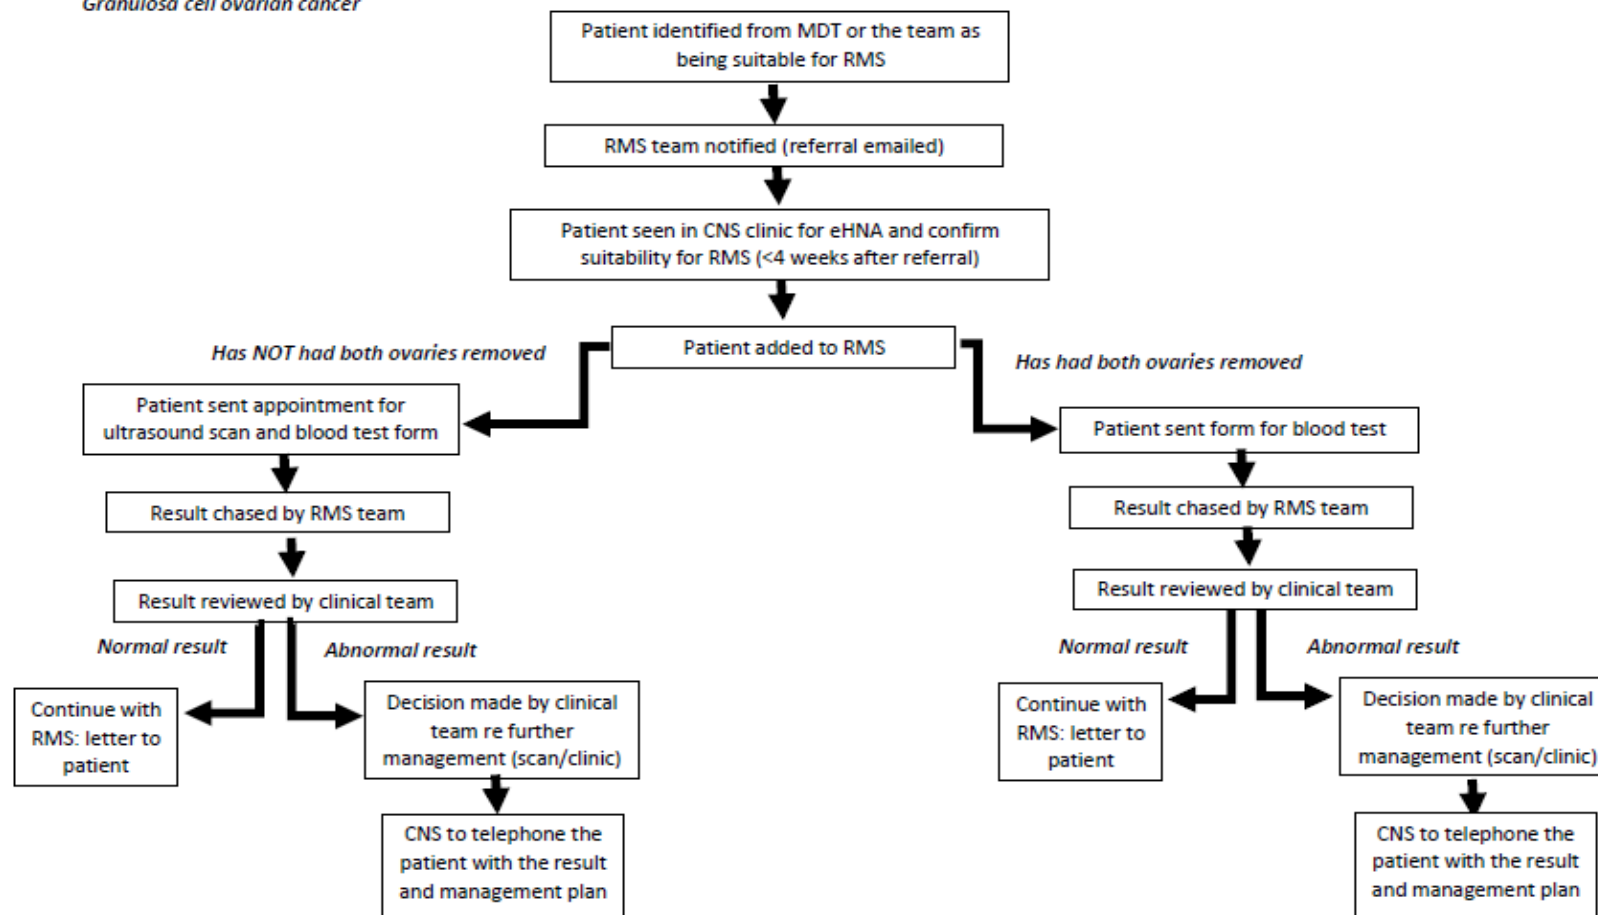 Granulosa cell ovarian cancer
Patient identified from MDT or the team as
being suitable for RMS
RMS team notified (referral emailed)
Patient seen in CNS clinic for eHNA and confirm
suitability for RMS (<4 weeks after referral)
Patient added to RMS
Has NOT had both ovaries removed
Has had both ovaries removed
Patient sent appointment for
ultrasound scan and blood test form
Result chased by RMS team
Result reviewed by clinical team
Normal result
Abnormal result
Continue with
RMS: letter to
patient
Decision made by clinical
team re further
management (scan/clinic)
CNS to telephone the
patient with the result
and management plan
Patient sent form for blood test
Result chased by RMS team
Result reviewed by clinical team
Normal result
Abnormal result
Continue with
RMS: letter to
patient
Decision made by clinical
team re further
management (scan/clinic)
CNS to telephone the
patient with the result
and management plan